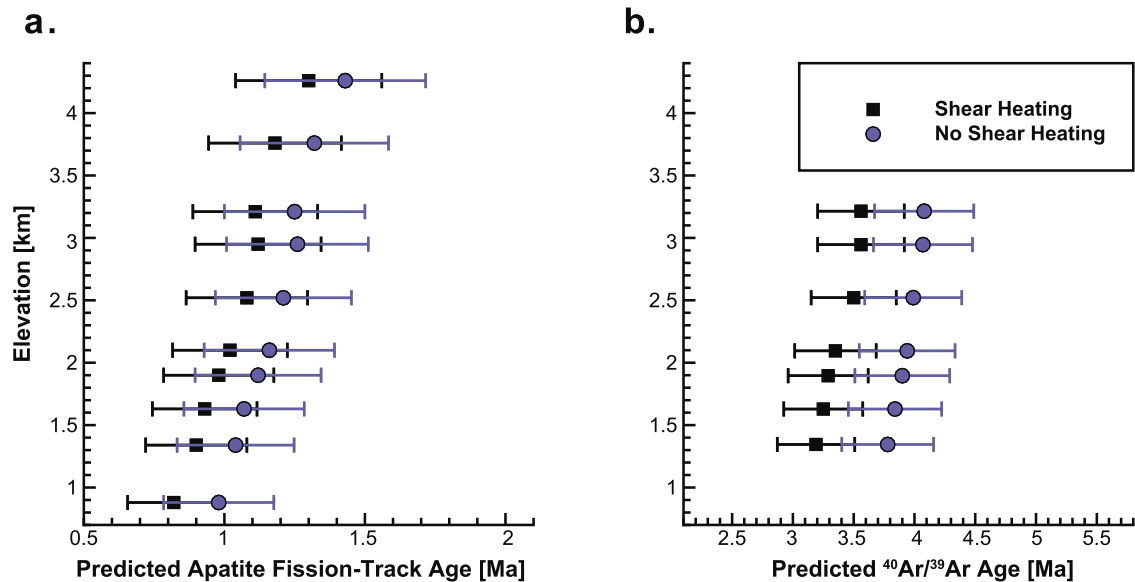 a.
4
3.5
3
2.5
2
1.5
1
Elevation [km]
0.5 1 1.5 2
Predicted Apatite Fission-Track Age [Ma]
b.
Shear Heating
No Shear Heating
4
3.5
3
2.5
2
1.5
1
2.5 3 3.5 4 4.5 5 5.5
Predicted ⁴⁰Ar/³⁹Ar Age [Ma]